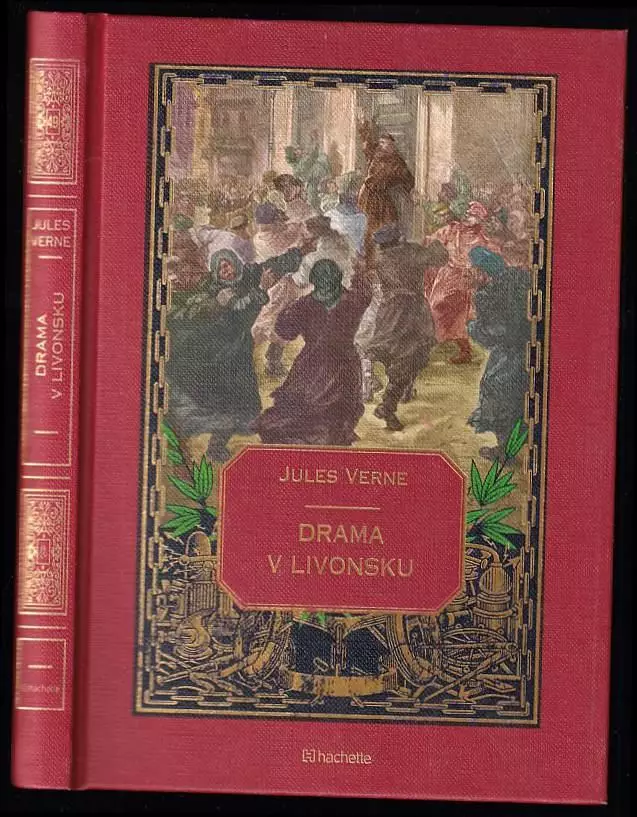 JULES
VERNE
DRAMA
V LIVONSKU
hachette
JULES VERNE
DRAMA
V LIVONSKU
hachette